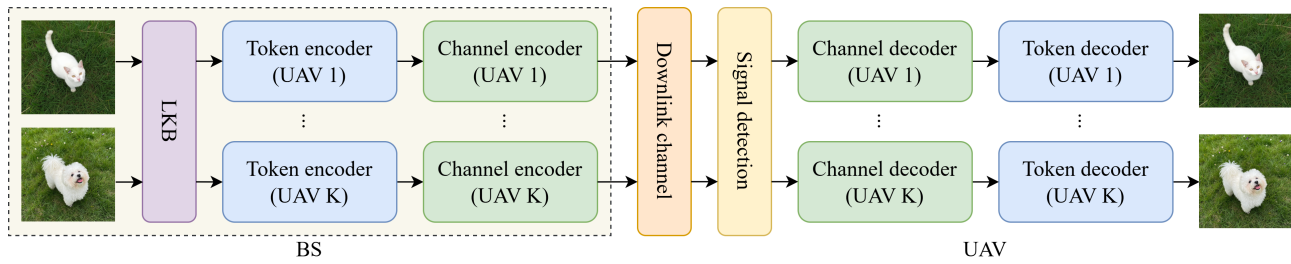 LKB
Token encoder
(UAV 1)
Channel encoder
(UAV 1)
Downlink channel
Signal detection
Channel decoder
(UAV 1)
Token decoder
(UAV 1)
...
...
...
...
Token encoder
(UAV K)
Channel encoder
(UAV K)
Channel decoder
(UAV K)
Token decoder
(UAV K)
BS
UAV